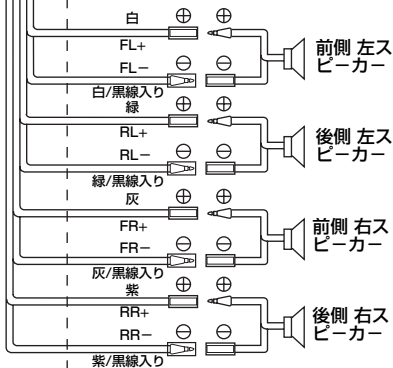 白 ⊕ ⊕
FL+
FL− ⊖ ⊖
白/黒線入り
前側 左ス
ピーカー
緑 ⊕ ⊕
RL+
RL− ⊖ ⊖
緑/黒線入り
後側 左ス
ピーカー
灰 ⊕ ⊕
FR+
FR− ⊖ ⊖
灰/黒線入り
前側 右ス
ピーカー
紫 ⊕ ⊕
RR+
RR− ⊖ ⊖
紫/黒線入り
後側 右ス
ピーカー